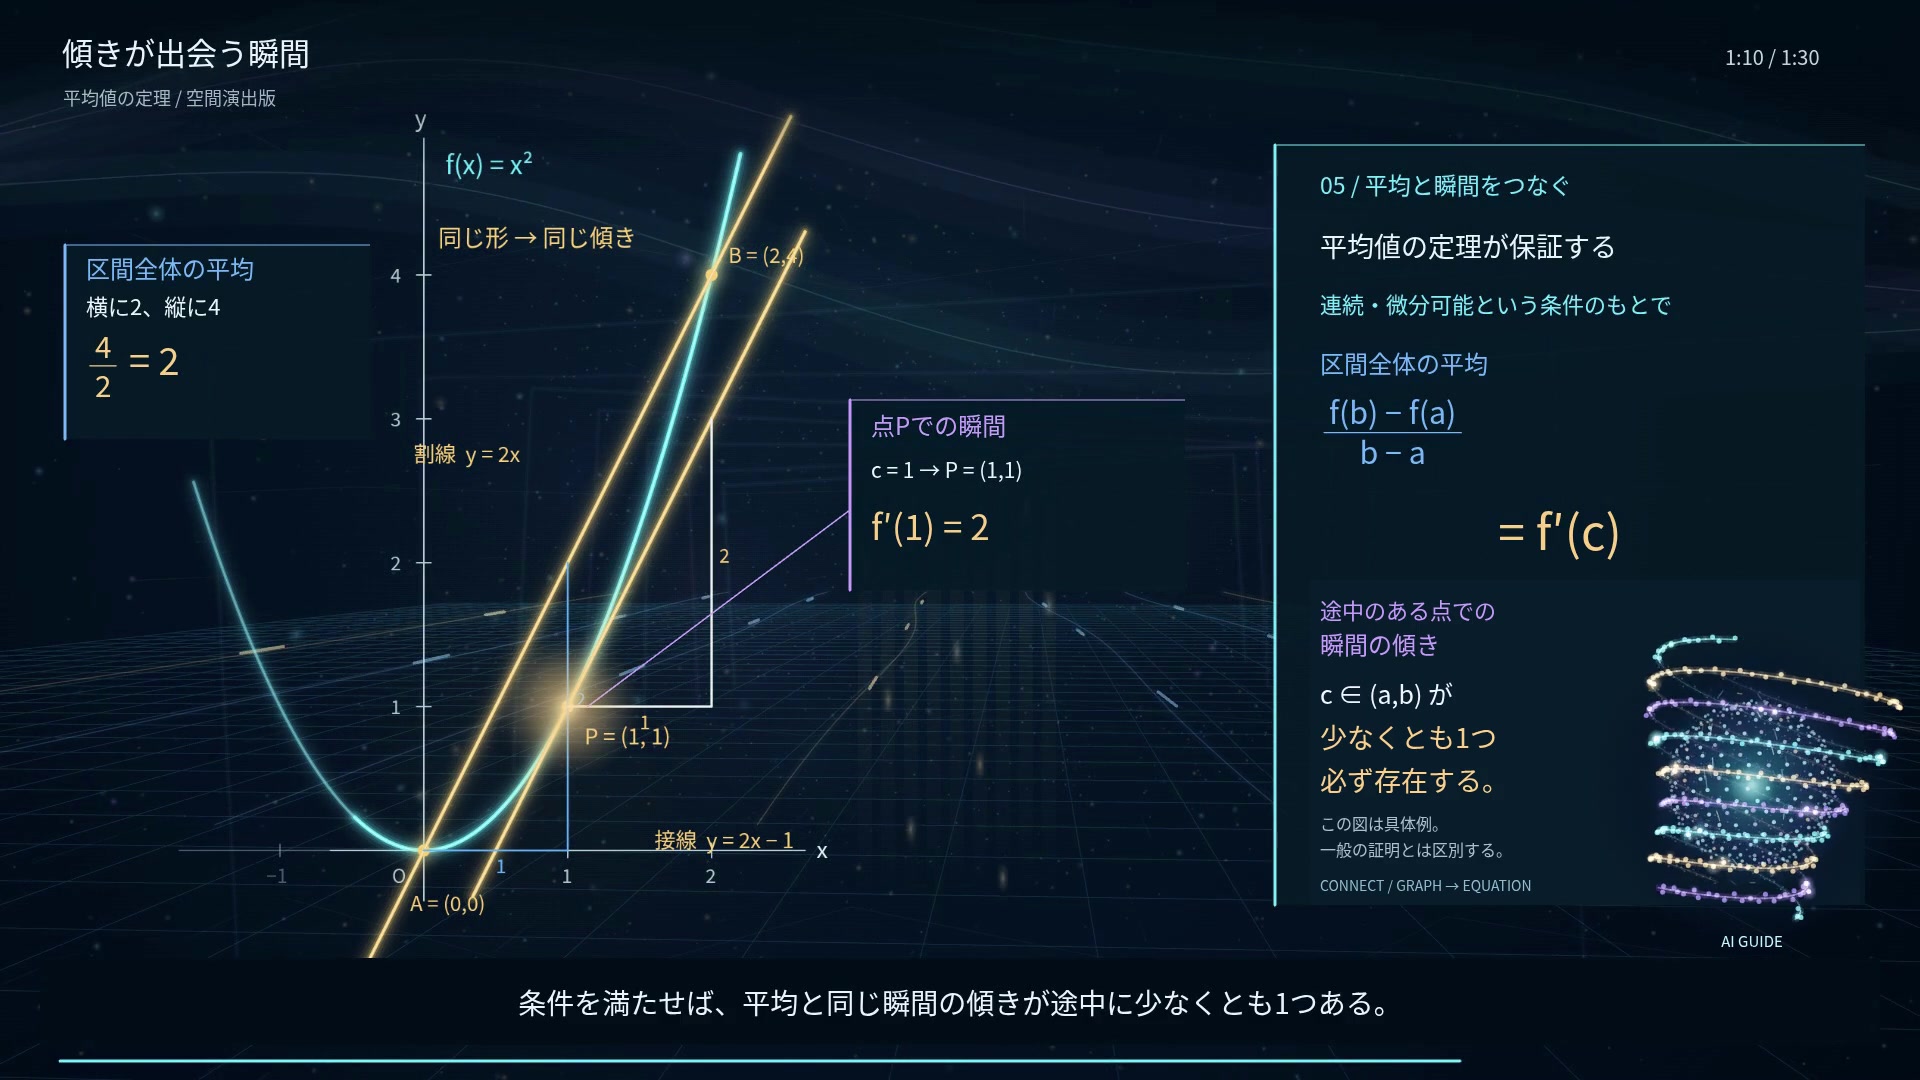 傾きが出会う瞬間
平均値の定理 / 空間演出版
1:10 / 1:30
y
f(x) = x²
同じ形 → 同じ傾き
B = (2,4)
区間全体の平均
横に2、縦に4
4
2
= 2
4
3
2
1
割線 y = 2x
点Pでの瞬間
c = 1 → P = (1,1)
f′(1) = 2
2
2
1
P = (1,1)
接線 y = 2x − 1
x
−1
O
1
1
2
A = (0,0)
05 / 平均と瞬間をつなぐ
平均値の定理が保証する
連続・微分可能という条件のもとで
区間全体の平均
f(b) − f(a)
b − a
= f′(c)
途中のある点での
瞬間の傾き
c ∈ (a,b) が
少なくとも1つ
必ず存在する。
この図は具体例。
一般の証明とは区別する。
CONNECT / GRAPH → EQUATION
AI GUIDE
条件を満たせば、平均と同じ瞬間の傾きが途中に少なくとも1つある。